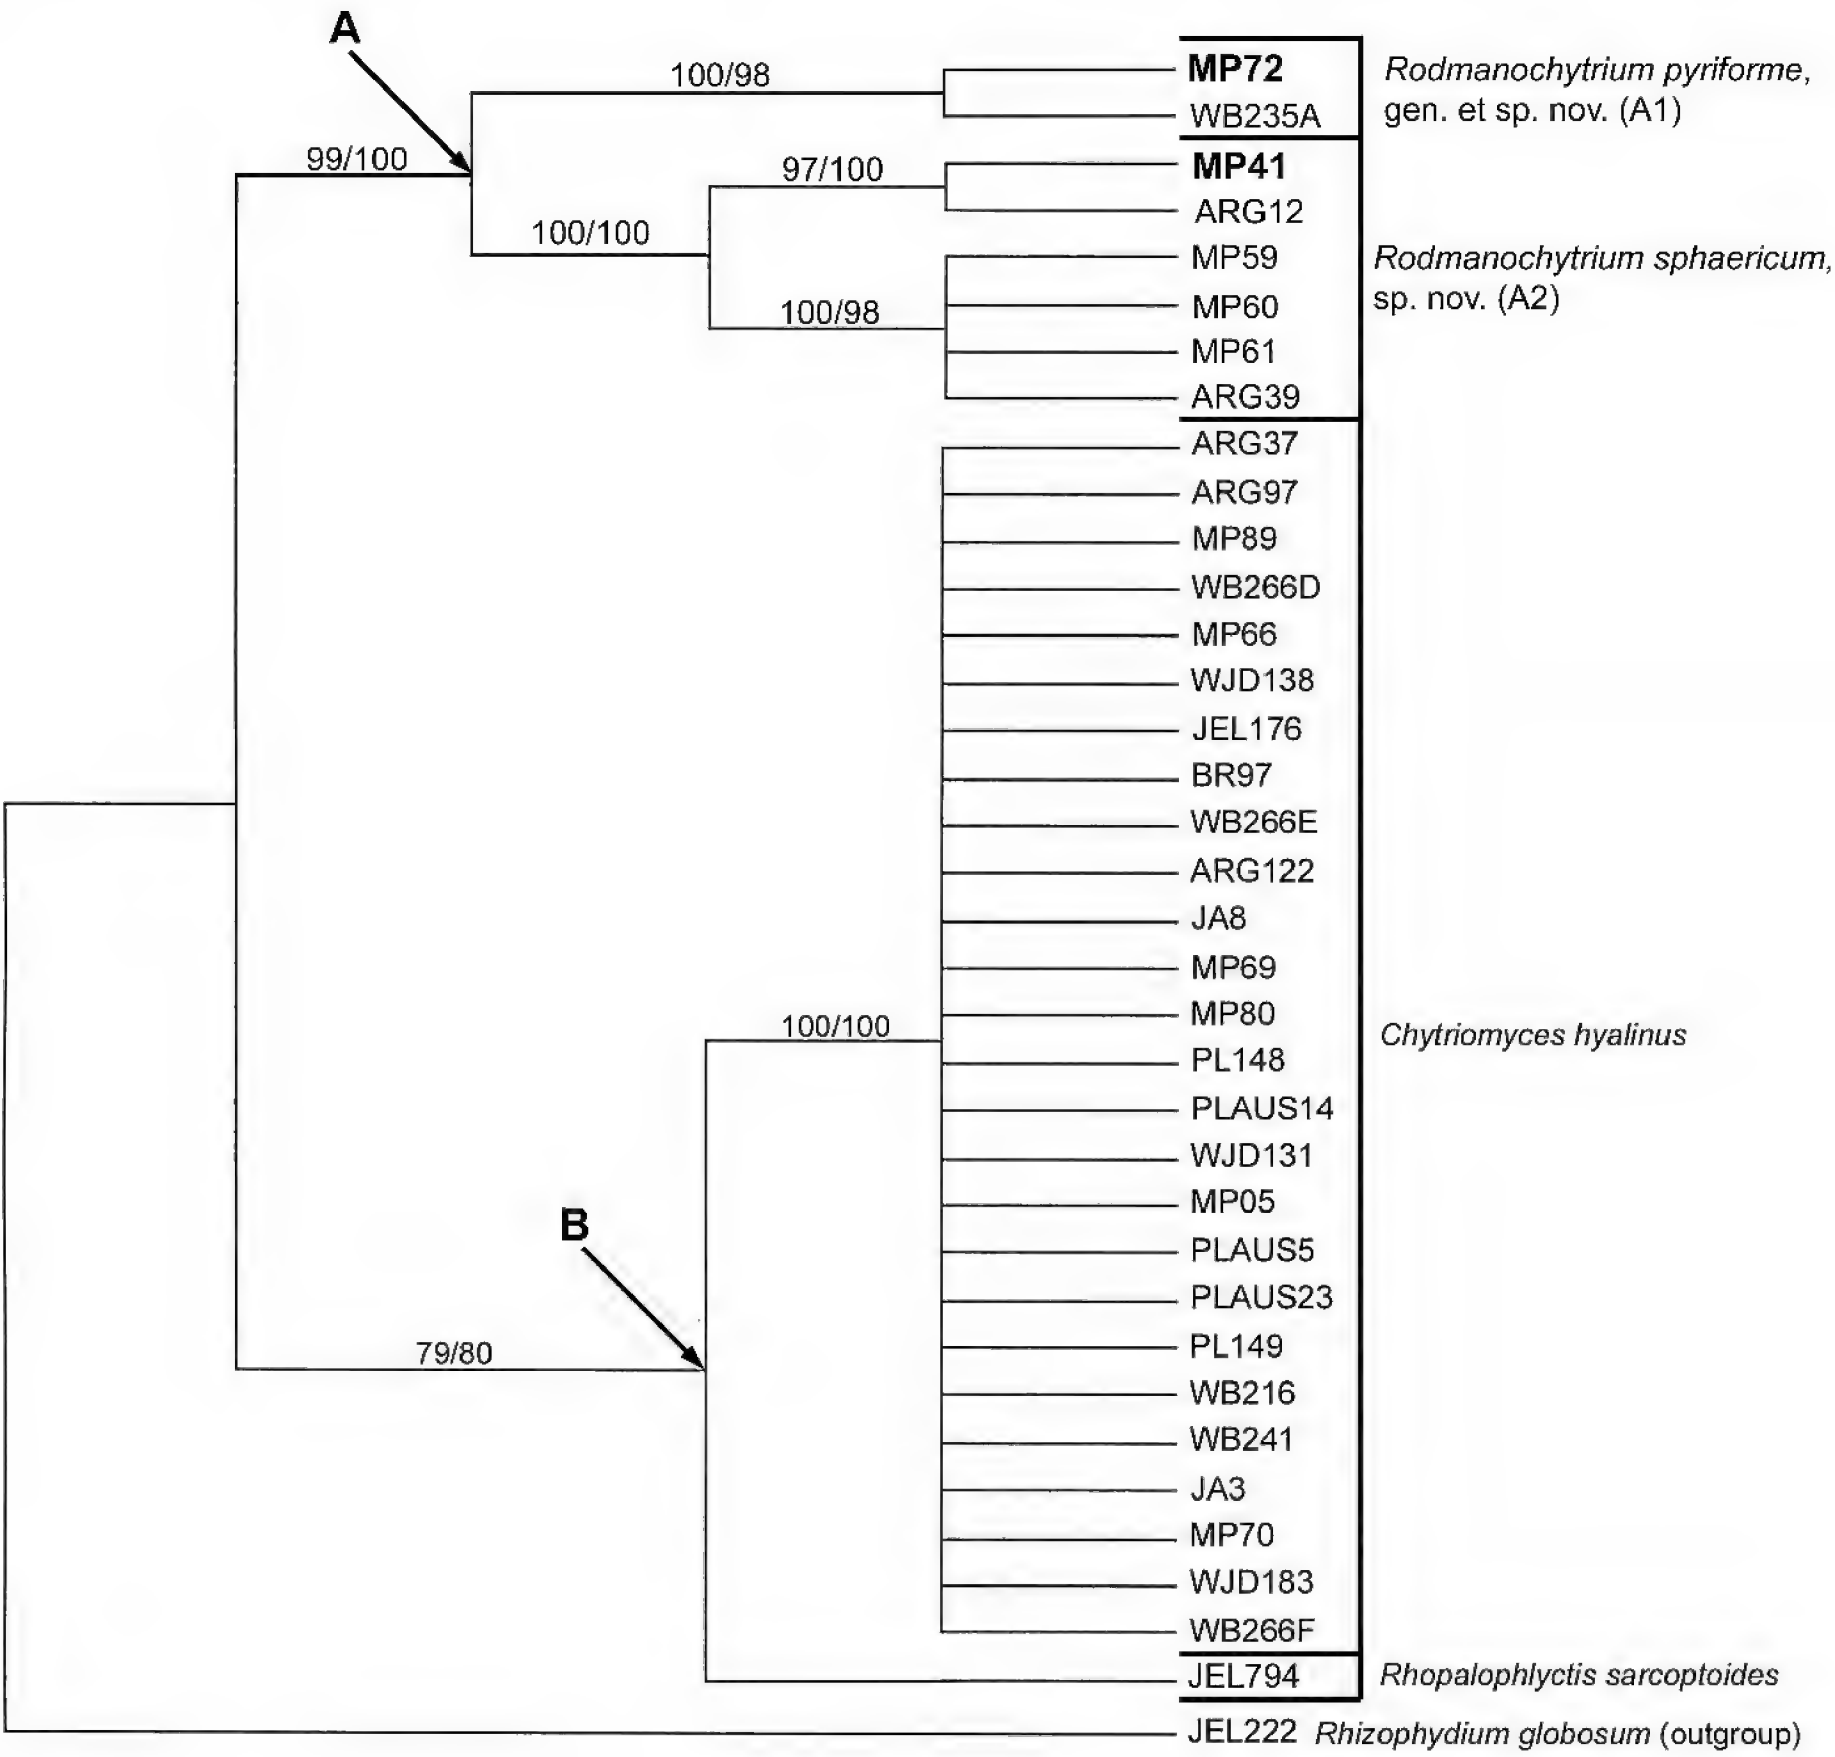 A
100/98
MP72
Rodmanochytrium pyriforme,
gen. et sp. nov. (A1)
WB235A
99/100
97/100
MP41
ARG12
100/100
MP59
Rodmanochytrium sphaericum,
sp. nov. (A2)
MP60
100/98
MP61
ARG39
ARG37
ARG97
MP89
WB266D
MP66
WJD138
JEL176
BR97
WB266E
ARG122
JA8
MP69
MP80
100/100
Chytriomyces hyalinus
PL148
PLAUS14
WJD131
MP05
B
PLAUS5
PLAUS23
PL149
79/80
WB216
WB241
JA3
MP70
WJD183
WB266F
JEL794
Rhopalophlyctis sarcoptoides
JEL222 Rhizophydium globosum (outgroup)